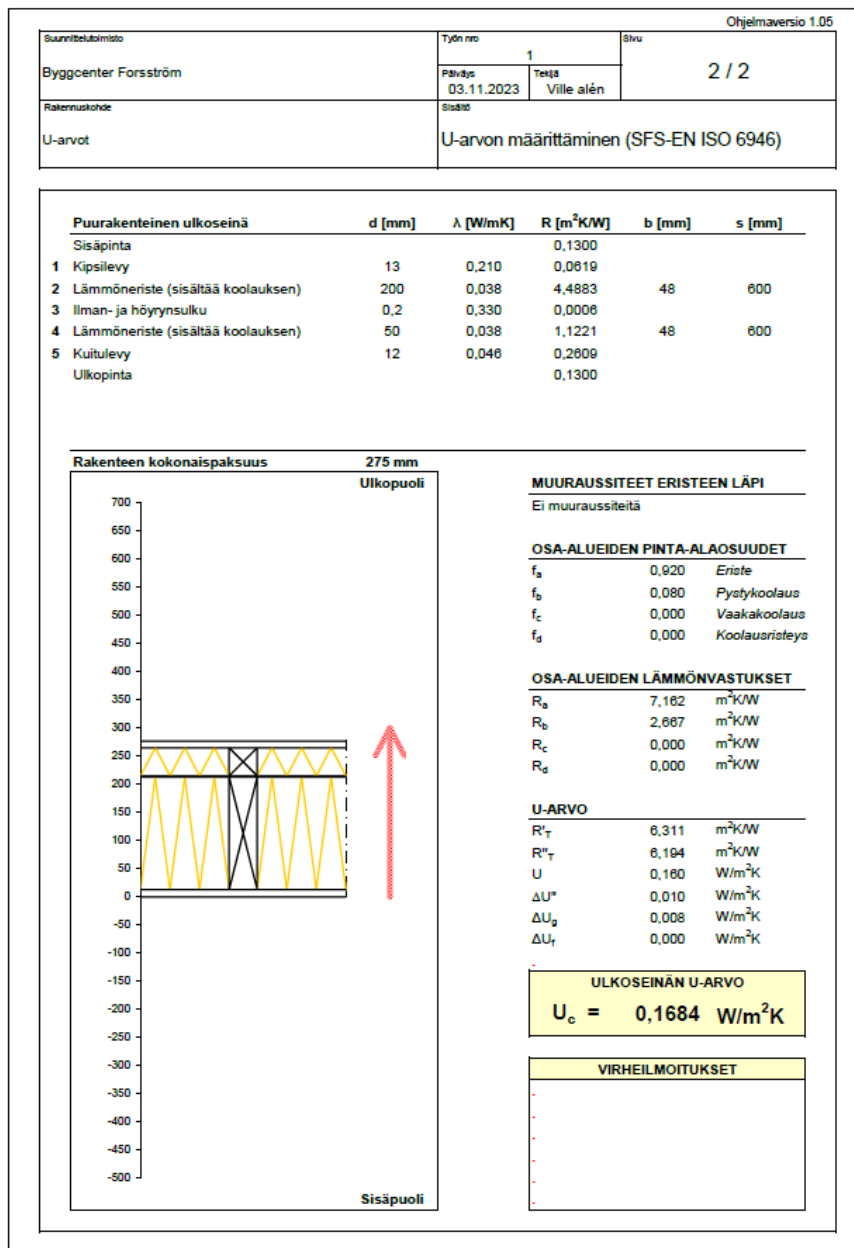 Ohjelmaversio 1.05
Suunnittelutoimisto
Byggcenter Forsström
Työn nro
1
Sivu
2 / 2
Päiväys
03.11.2023
Tekijä
Ville alén
Rakennuskohde
U-arvot
Sisältö
U-arvon määrittäminen (SFS-EN ISO 6946)
Puurakenteinen ulkoseinä d [mm] λ [W/mK] R [m²K/W] b [mm] s [mm]
Sisäpinta 0,1300
1 Kipsilevy 13 0,210 0,0619
2 Lämmöneriste (sisältää koolauksen) 200 0,038 4,4883 48 600
3 Ilman- ja höyrynsulku 0,2 0,330 0,0006
4 Lämmöneriste (sisältää koolauksen) 50 0,038 1,1221 48 600
5 Kuitulevy 12 0,046 0,2609
Ulkopinta 0,1300
Rakenteen kokonaispaksuus 275 mm
Ulkopuoli
700
650
600
550
500
450
400
350
300
250
200
150
100
50
0
-50
-100
-150
-200
-250
-300
-350
-400
-450
-500
Sisäpuoli
MUURAUSSITEET ERISTEEN LÄPI
Ei muuraussiteitä
OSA-ALUEIDEN PINTA-ALAOSUUDET
fa 0,920 Eriste
fb 0,080 Pystykoolaus
fc 0,000 Vaakakoolaus
fd 0,000 Koolausristeys
OSA-ALUEIDEN LÄMMÖNVASTUKSET
Ra 7,162 m²K/W
Rb 2,667 m²K/W
Rc 0,000 m²K/W
Rd 0,000 m²K/W
U-ARVO
R'T 6,311 m²K/W
R"T 6,194 m²K/W
U 0,160 W/m²K
ΔU" 0,010 W/m²K
ΔUg 0,008 W/m²K
ΔUf 0,000 W/m²K
-
ULKOSEINÄN U-ARVO
Uc = 0,1684 W/m²K
VIRHEILMOITUKSET
-
-
-
-
-
-